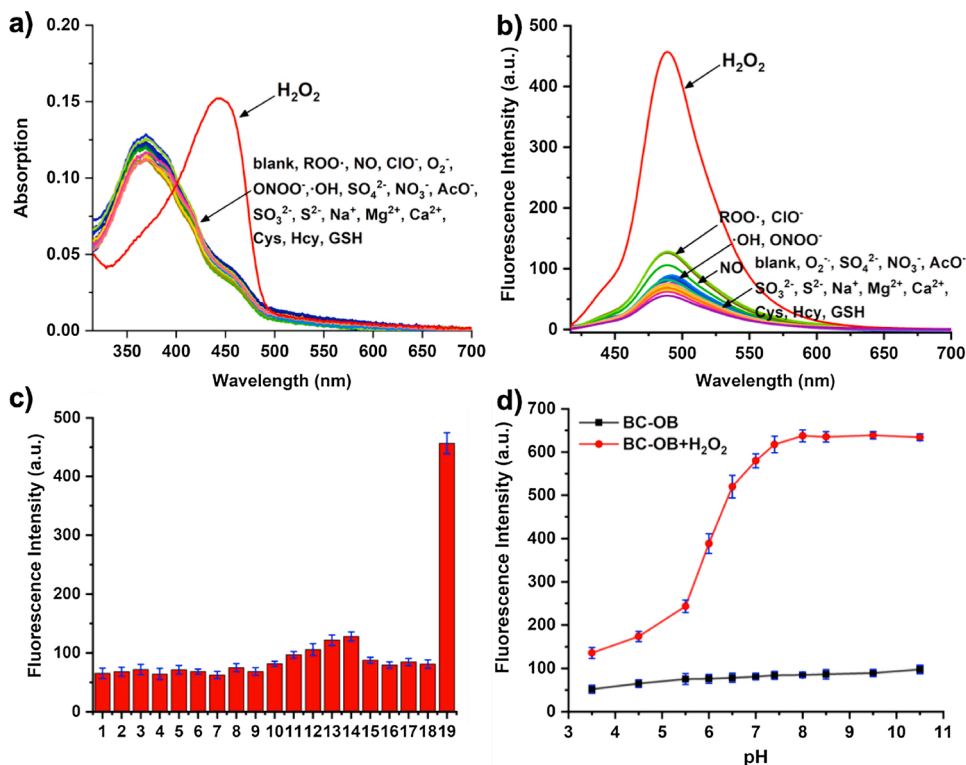 a)
0.20
0.15
0.10
0.05
0.00
Absorption
H₂O₂
blank, ROO·, NO, ClO⁻, O₂⁻,
ONOO⁻,·OH, SO₄²⁻, NO₃⁻, AcO⁻,
SO₃²⁻, S²⁻, Na⁺, Mg²⁺, Ca²⁺,
Cys, Hcy, GSH
350 400 450 500 550 600 700
Wavelength (nm)
b)
500
400
300
200
100
0
Fluorescence Intensity (a.u.)
H₂O₂
ROO·, ClO⁻
·OH, ONOO⁻
NO
blank, O₂⁻, SO₄²⁻, NO₃⁻, AcO⁻
SO₃²⁻, S²⁻, Na⁺, Mg²⁺, Ca²⁺,
Cys, Hcy, GSH
450 500 550 600 650 700
Wavelength (nm)
c)
500
400
300
200
100
0
Fluorescence Intensity (a.u.)
1 2 3 4 5 6 7 8 9 10 11 12 13 14 15 16 17 18 19
d)
700
600
500
400
300
200
100
0
Fluorescence Intensity (a.u.)
BC-OB
BC-OB+H₂O₂
3 4 5 6 7 8 9 10 11
pH